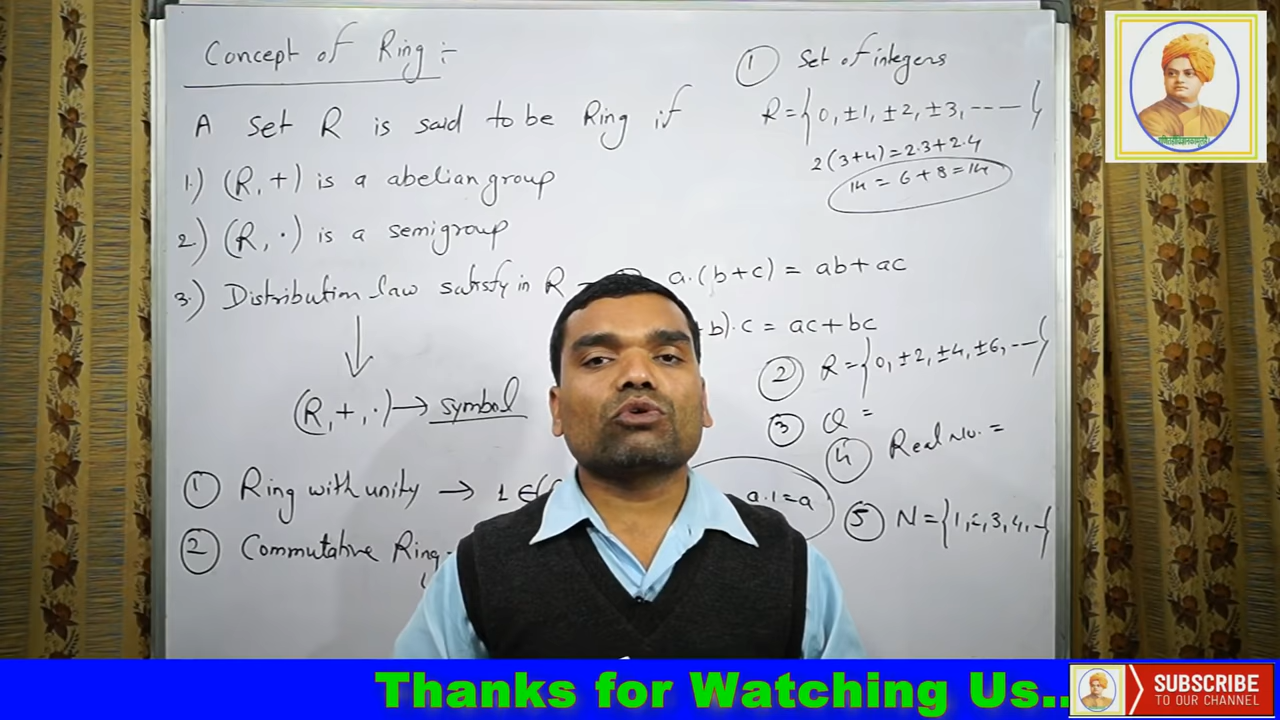 Concept of Ring :-
A set R is said to be Ring if
1.) (R, +) is a abelian group
2.) (R, ·) is a semigroup
3.) Distribution law satisfy in R → a.(b+c) = ab+ac
b).c = ac+bc
(R, +, ·) → symbol
① Ring with unity → 1 ∈ a.1=a
② Commutative Ring
① Set of integers
R={0, ±1, ±2, ±3, ----}
2(3+4) = 2.3+2.4
14 = 6+8 = 14
② R={0, ±2, ±4, ±6, ---}
③ Q =
④ Real No. =
⑤ N={1, 2, 3, 4, -}
Thanks for Watching Us..
SUBSCRIBE
TO OUR CHANNEL